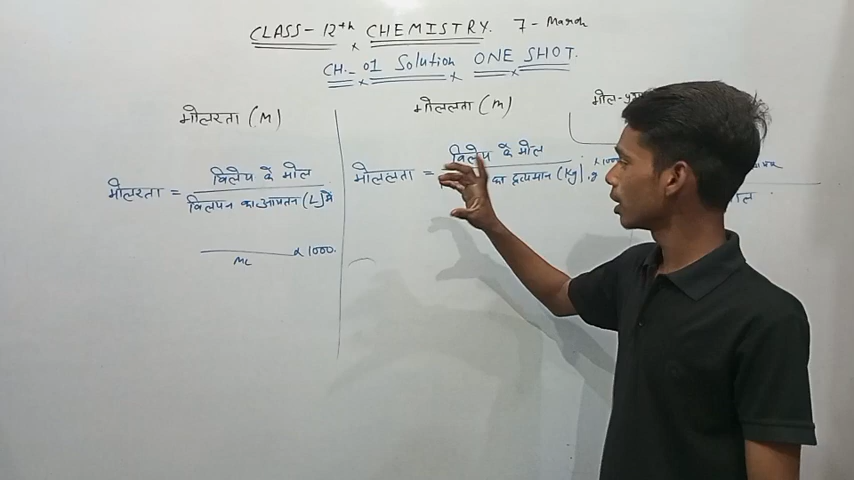 CLASS-12th CHEMISTRY. 7-March
CH.-01 Solution ONE SHOT.
मोलरता (M)
मोलरता = विलेय के मोल
विलयन का आयतन (L) में
mL x 1000.
मोललता (m)
मोललता = विलेय के मोल
का द्रव्यमान (Kg)
मोल-